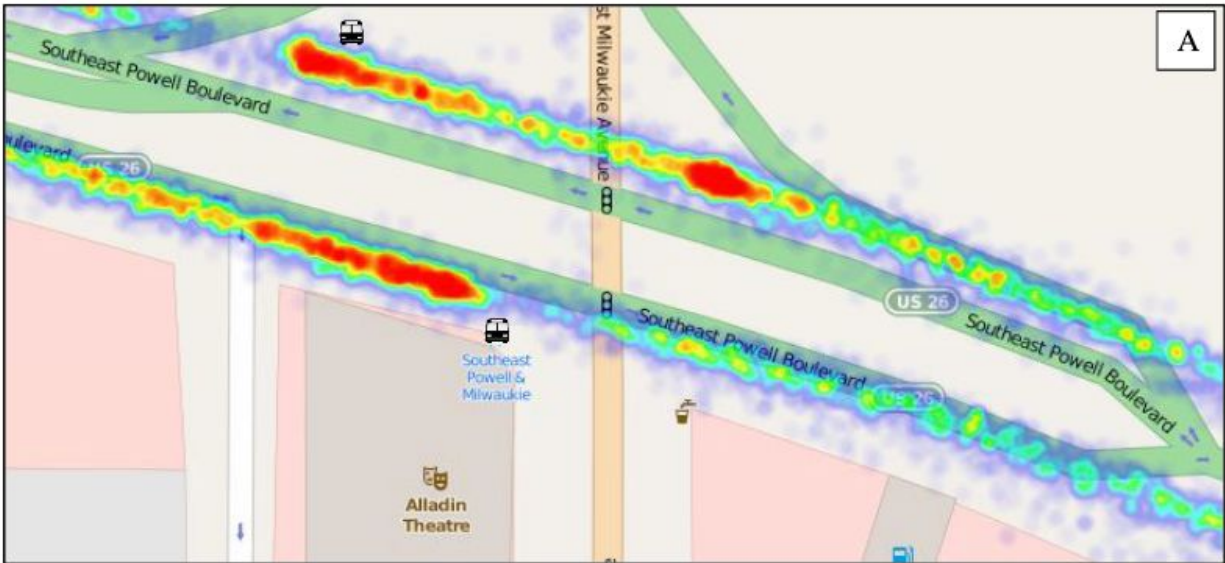 A
Southeast Powell Boulevard
st Milwaukie Avenue
oulevard
US 26
US 26
Southeast Powell Boulevard
Southeast Powell Boulevard
US 26
Southeast
Powell &
Milwaukie
Alladin
Theatre